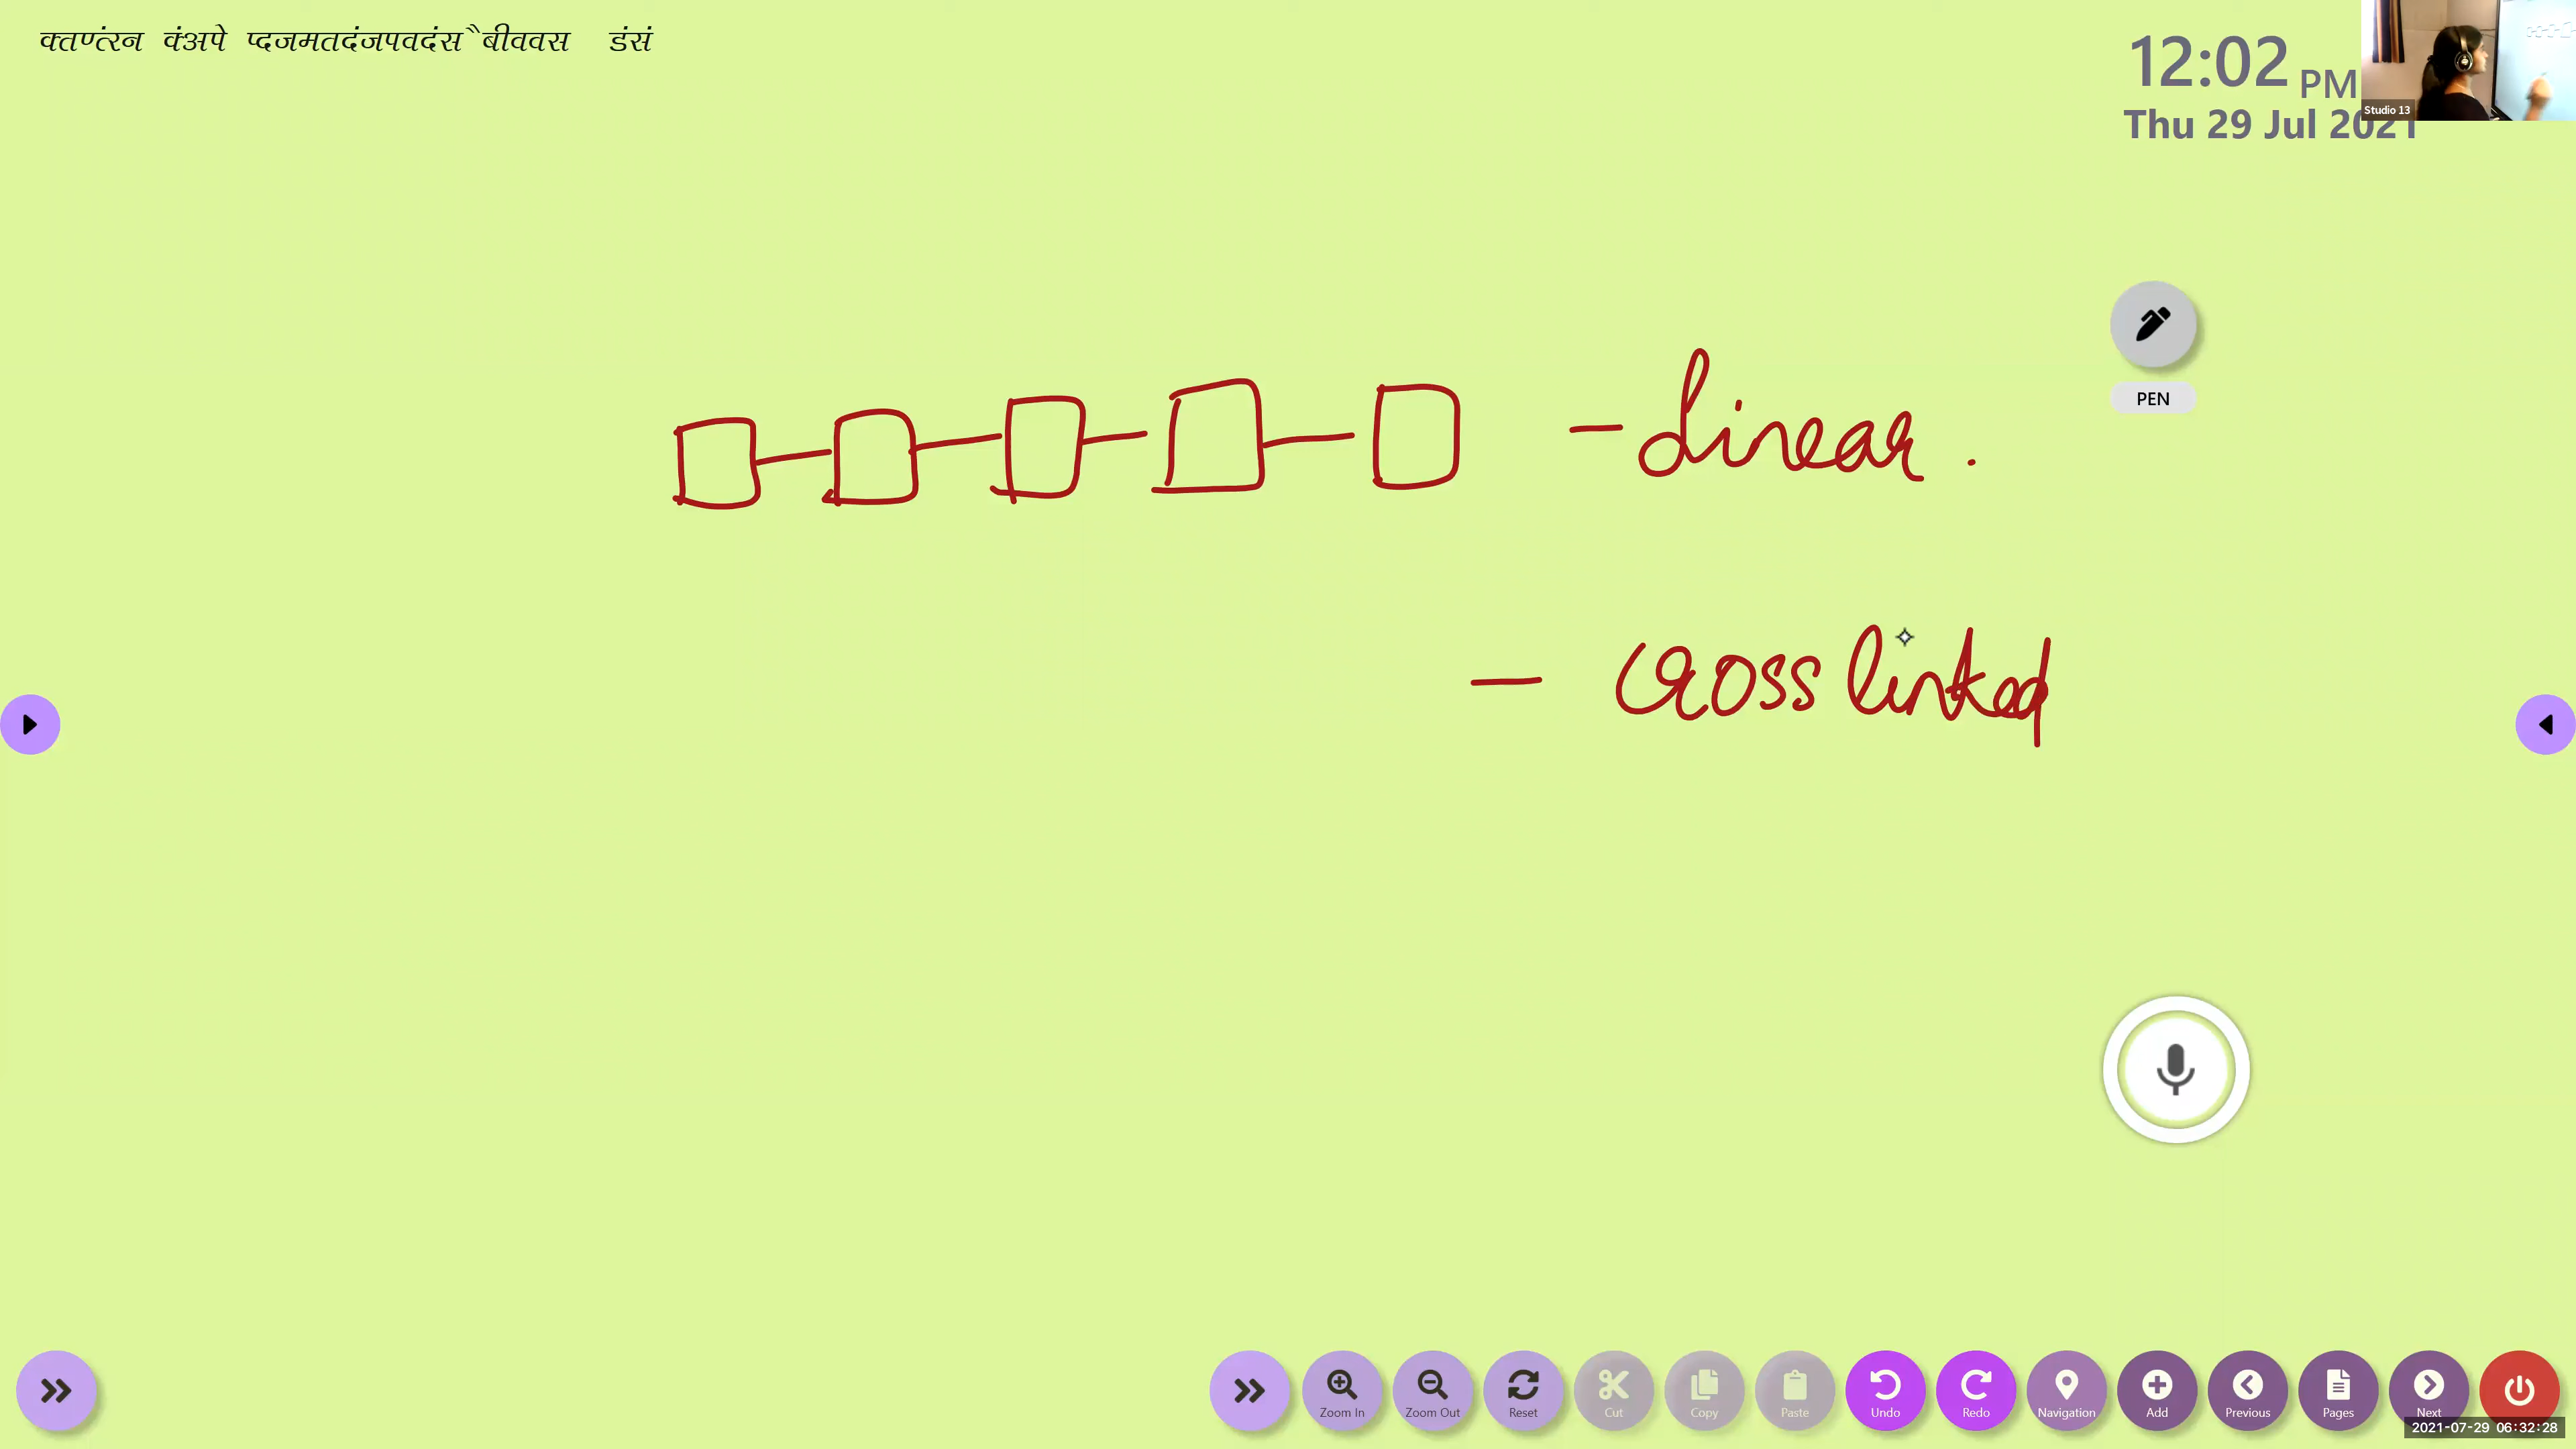 क्तण्ंरन क्ंअपे प्दजमतदंजपवदंस ैबीववस डंसं
12:02 PM
Thu 29 Jul 2021
Studio 13
Linear.
PEN
Cross linked
Zoom In Zoom Out Reset Cut Copy Paste Undo Redo Navigation Add Previous Pages Next
2021-07-29 06:32:28